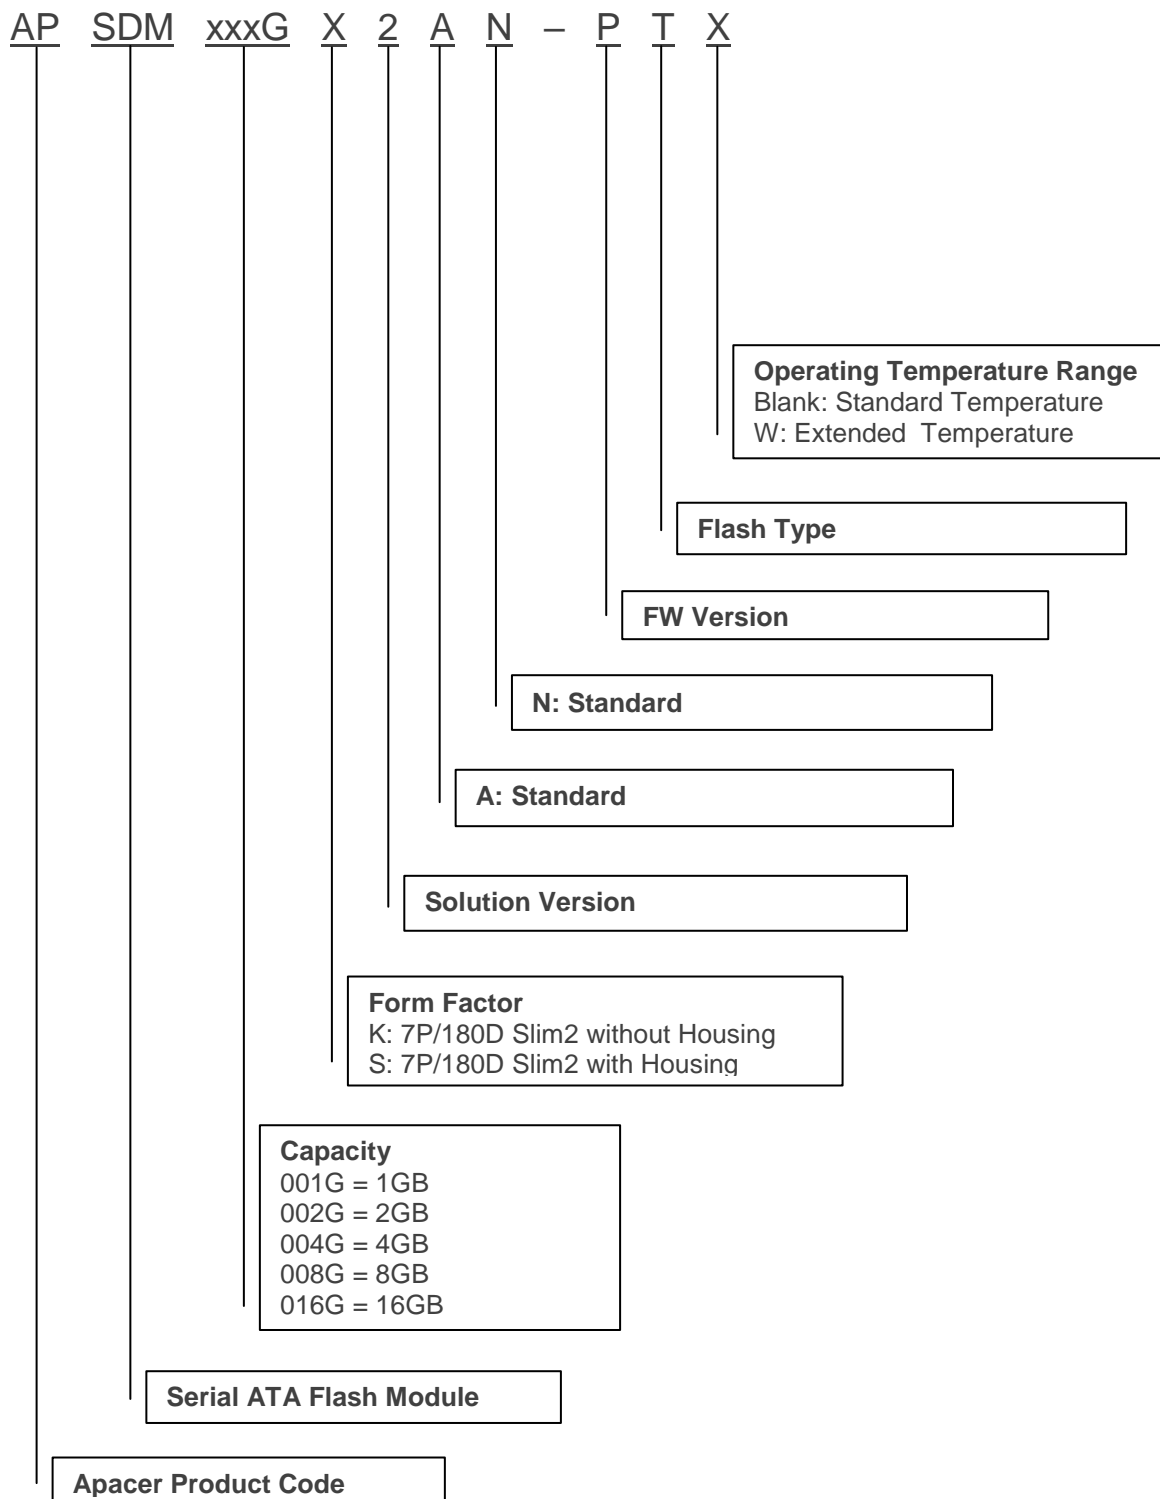 AP SDM xxxG X 2 A N – P T X
Operating Temperature Range
Blank: Standard Temperature
W: Extended Temperature
Flash Type
FW Version
N: Standard
A: Standard
Solution Version
Form Factor
K: 7P/180D Slim2 without Housing
S: 7P/180D Slim2 with Housing
Capacity
001G = 1GB
002G = 2GB
004G = 4GB
008G = 8GB
016G = 16GB
Serial ATA Flash Module
Apacer Product Code